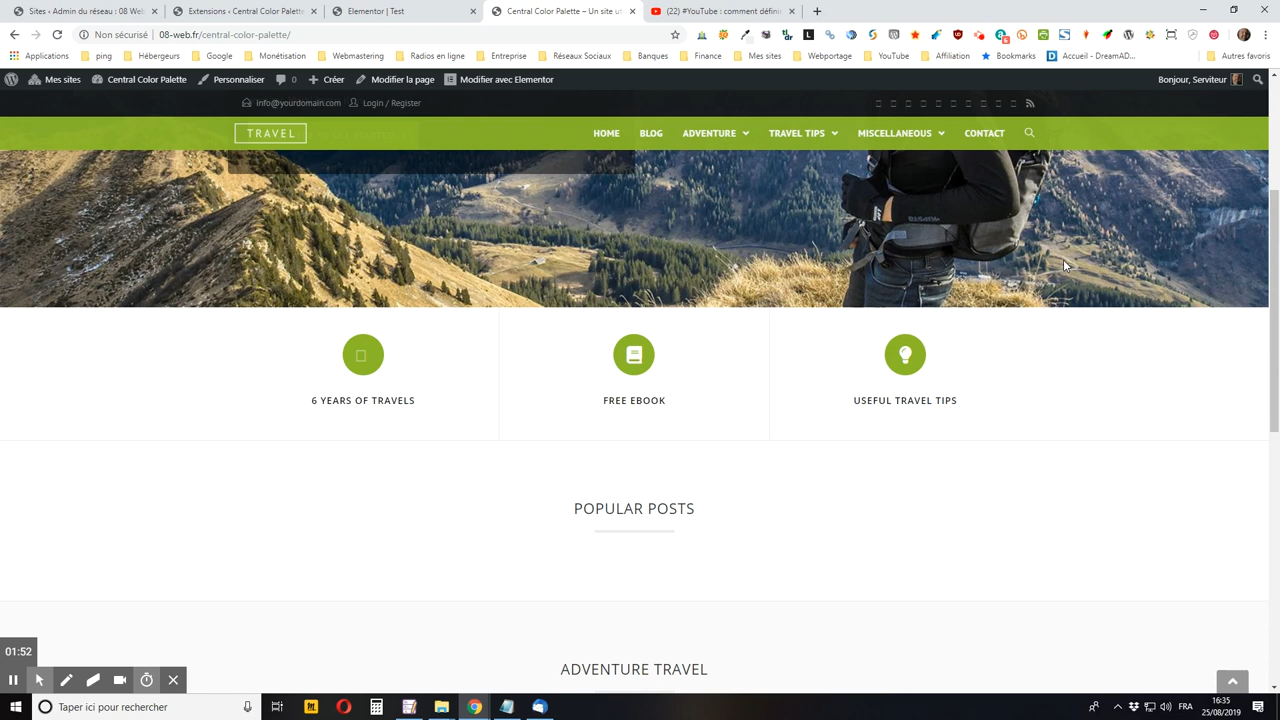 Sites ‹ Admin du réseau : 08 Web
Extensions ‹ Central Color Palette
Elementor | Test
Central Color Palette – Un site ut
(22) #YouTube : comment définir
Non sécurisé | 08-web.fr/central-color-palette/
Applications
ping
Hébergeurs
Google
Monétisation
Webmastering
Radios en ligne
Entreprise
Réseaux Sociaux
Banques
Finance
Mes sites
Webportage
YouTube
Affiliation
Bookmarks
Accueil - DreamAD...
Autres favoris
Mes sites
Central Color Palette
Personnaliser
0
Créer
Modifier la page
Modifier avec Elementor
Bonjour, Serviteur
info@yourdomain.com
Login / Register
TRAVEL
HOME
BLOG
ADVENTURE
TRAVEL TIPS
MISCELLANEOUS
CONTACT
6 YEARS OF TRAVELS
FREE EBOOK
USEFUL TRAVEL TIPS
POPULAR POSTS
ADVENTURE TRAVEL
01:52
Taper ici pour rechercher
FRA
16:35
25/08/2019